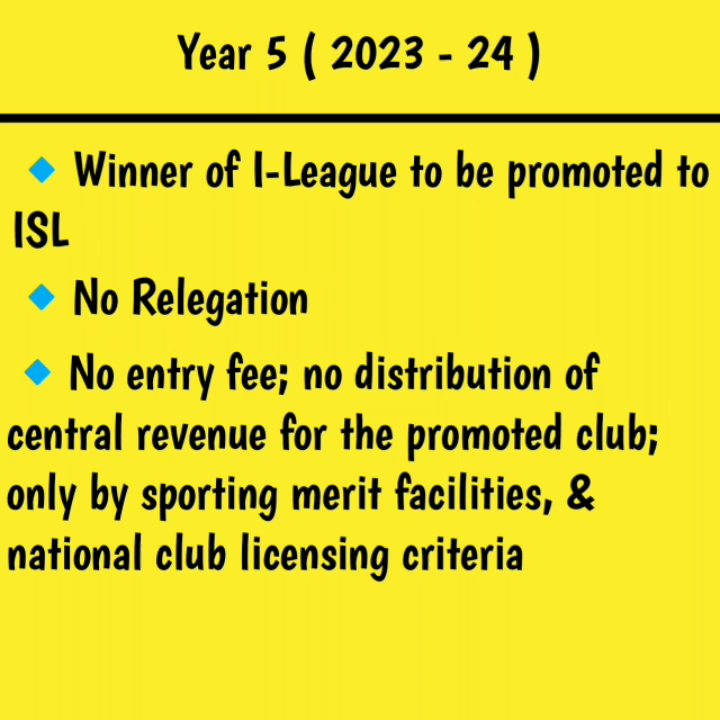 Year 5 ( 2023 - 24 )
🔹 Winner of I-League to be promoted to
ISL
🔹 No Relegation
🔹 No entry fee; no distribution of
central revenue for the promoted club;
only by sporting merit facilities, &
national club licensing criteria